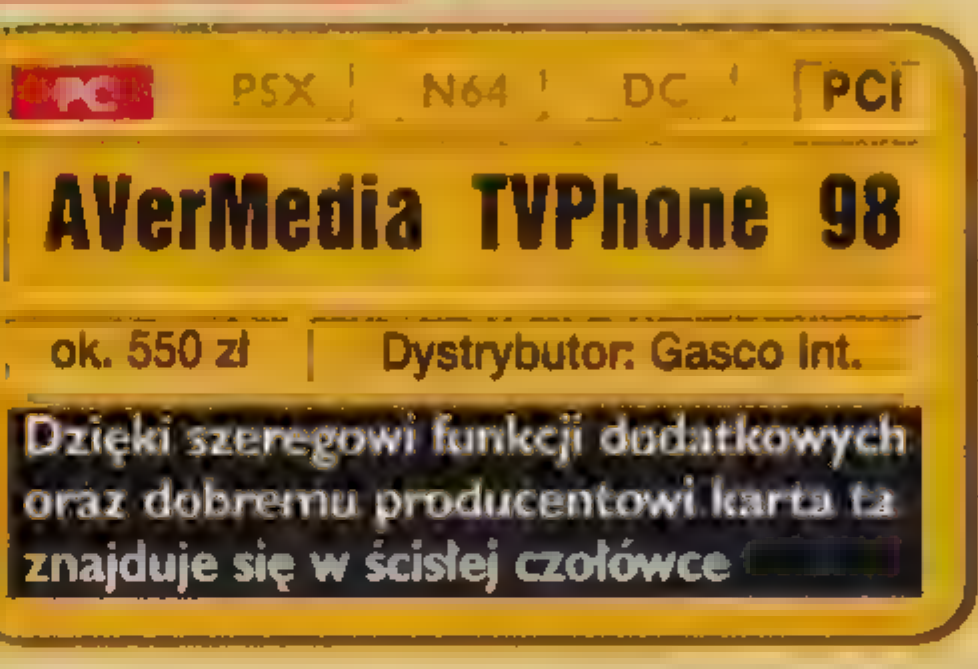 PC PSX N64 DC PCI
AVerMedia TVPhone 98
ok. 550 zł Dystrybutor: Gasco Int.
Dzięki szeregowi funkcji dodatkowych
oraz dobremu producentowi karta ta
znajduje się w ścisłej czołówce